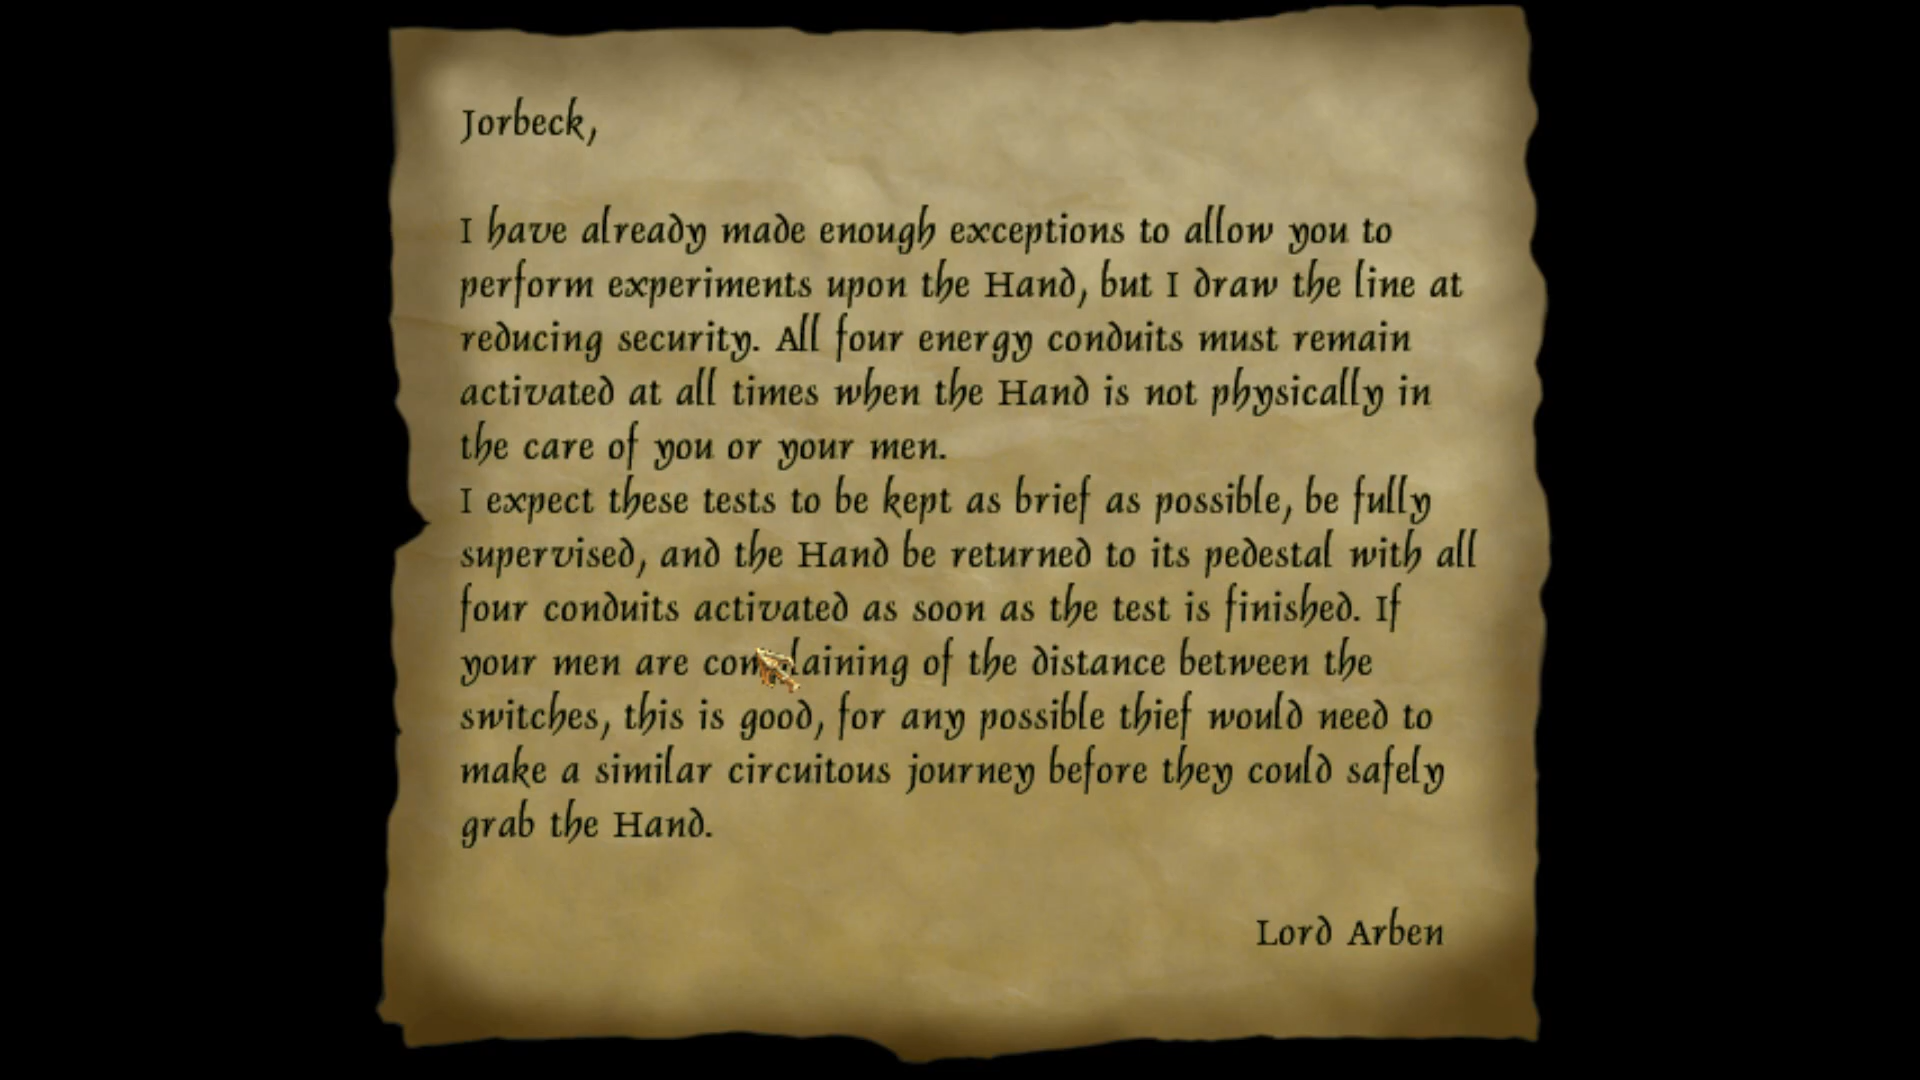 Jorbeck,
I have already made enough exceptions to allow you to
perform experiments upon the Hand, but I draw the line at
reducing security. All four energy conduits must remain
activated at all times when the Hand is not physically in
the care of you or your men.
I expect these tests to be kept as brief as possible, be fully
supervised, and the Hand be returned to its pedestal with all
four conduits activated as soon as the test is finished. If
your men are complaining of the distance between the
switches, this is good, for any possible thief would need to
make a similar circuitous journey before they could safely
grab the Hand.
Lord Arben